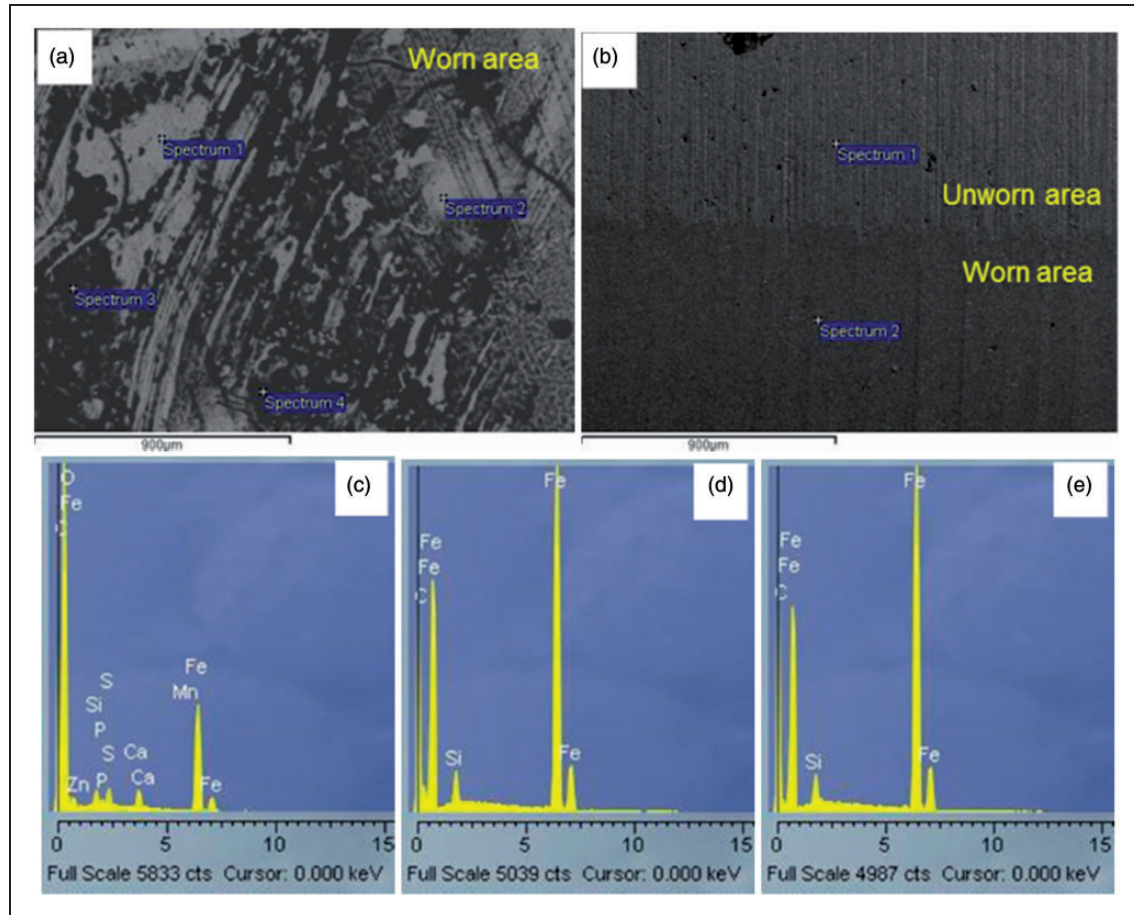 (a)
Worn area
Spectrum 1
Spectrum 2
Spectrum 3
Spectrum 4
900µm
(b)
Spectrum 1
Unworn area
Worn area
Spectrum 2
900µm
(c)
O
Fe
C
S
Si
P
S
Ca
Zn
P
Ca
Fe
Mn
Fe
0 5 10 15
Full Scale 5833 cts Cursor: 0.000 keV
(d)
Fe
Fe
Fe
C
Si
Fe
0 5 10 15
Full Scale 5039 cts Cursor: 0.000 keV
(e)
Fe
Fe
Fe
C
Si
Fe
0 5 10 15
Full Scale 4987 cts Cursor: 0.000 keV